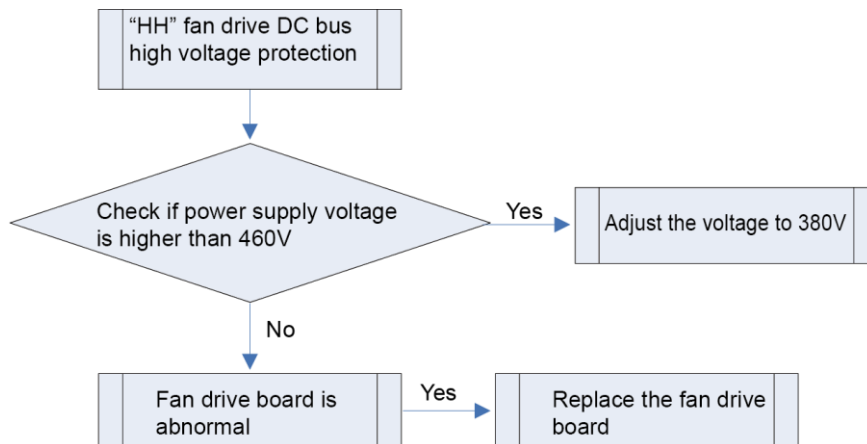 “HH” fan drive DC bus
high voltage protection
Check if power supply voltage
is higher than 460V
Yes
Adjust the voltage to 380V
No
Fan drive board is
abnormal
Yes
Replace the fan drive
board